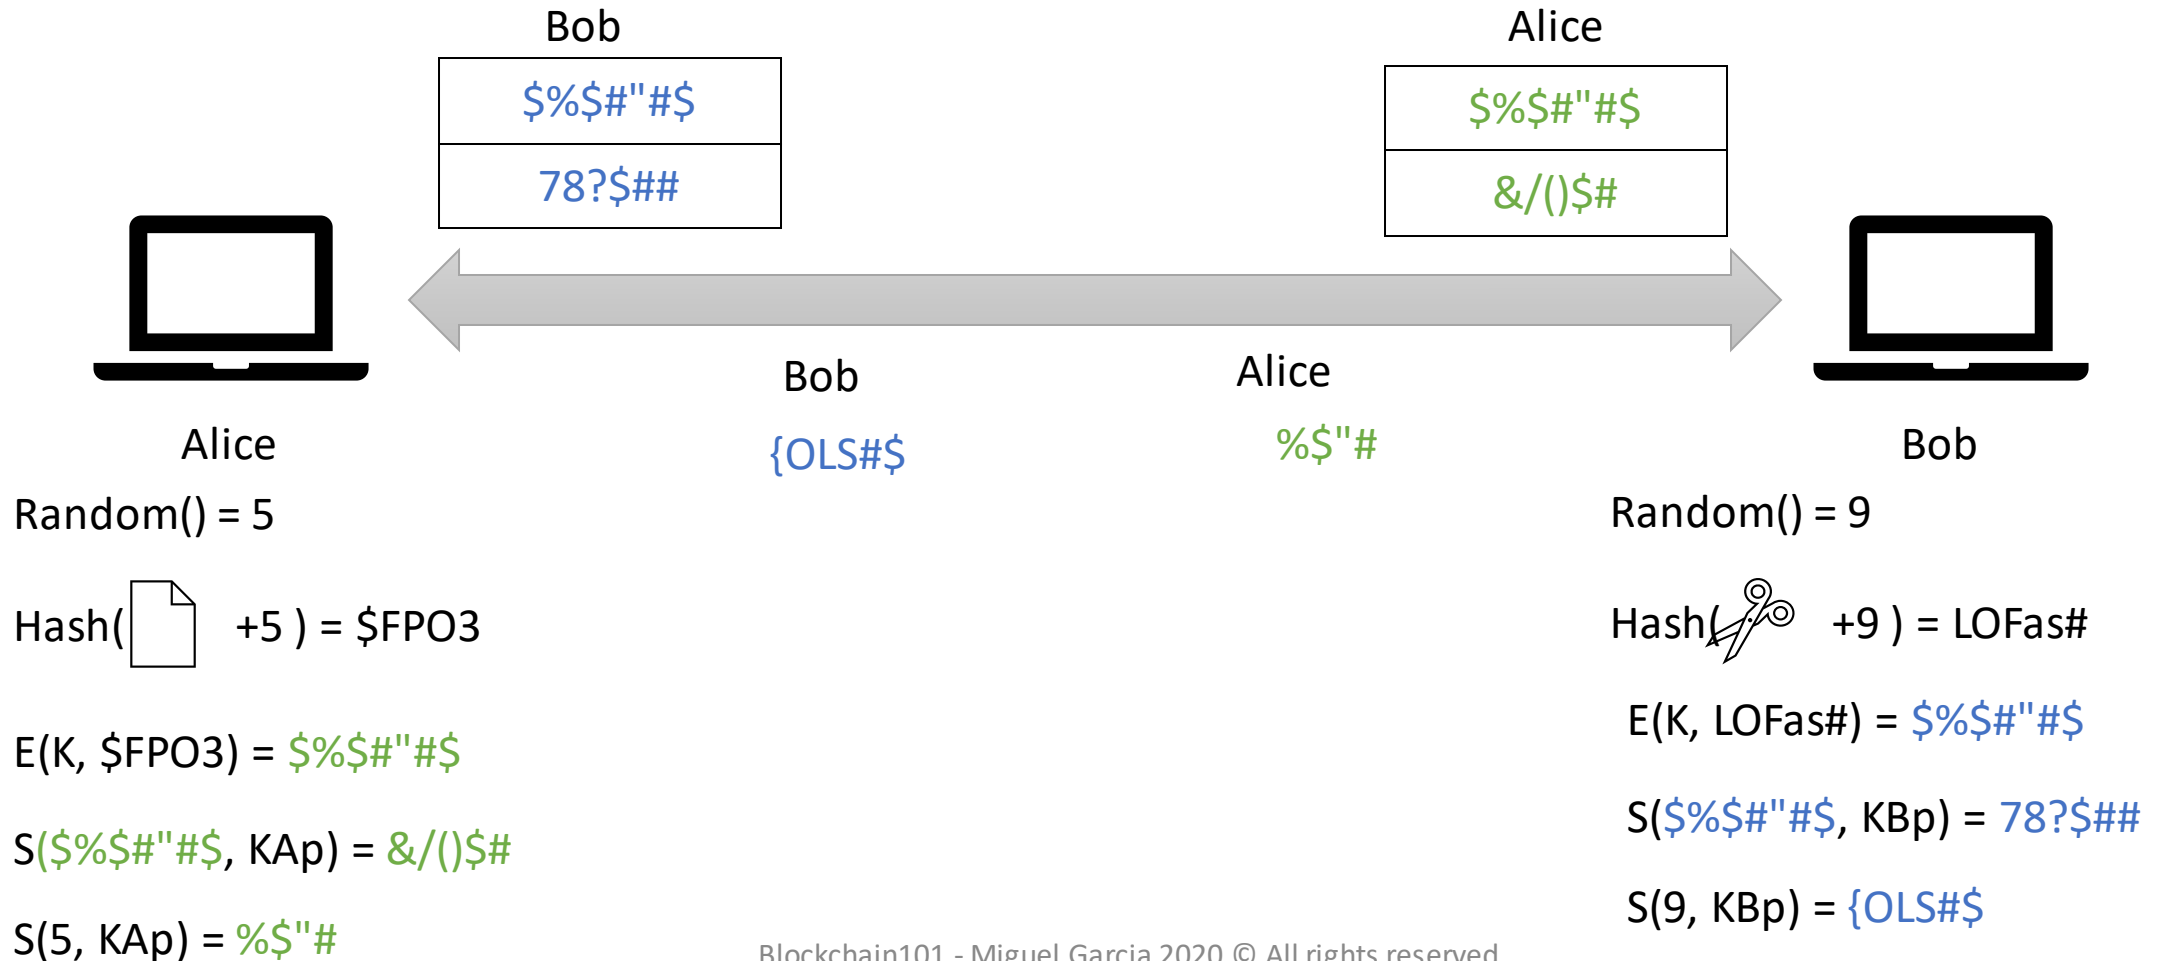 Bob
$%$#"#$
78?$##
Alice
$%$#"#$
&/()$#
Bob
{OLS#$
Alice
%$"#
Alice
Random() = 5
Hash( +5 ) = $FPO3
E(K, $FPO3) = $%$#"#$
S($%$#"#$, KAp) = &/()$#
S(5, KAp) = %$"#
Bob
Random() = 9
Hash( +9 ) = LOFas#
E(K, LOFas#) = $%$#"#$
S($%$#"#$, KBp) = 78?$##
S(9, KBp) = {OLS#$
Blockchain101 - Miguel Garcia 2020 © All rights reserved